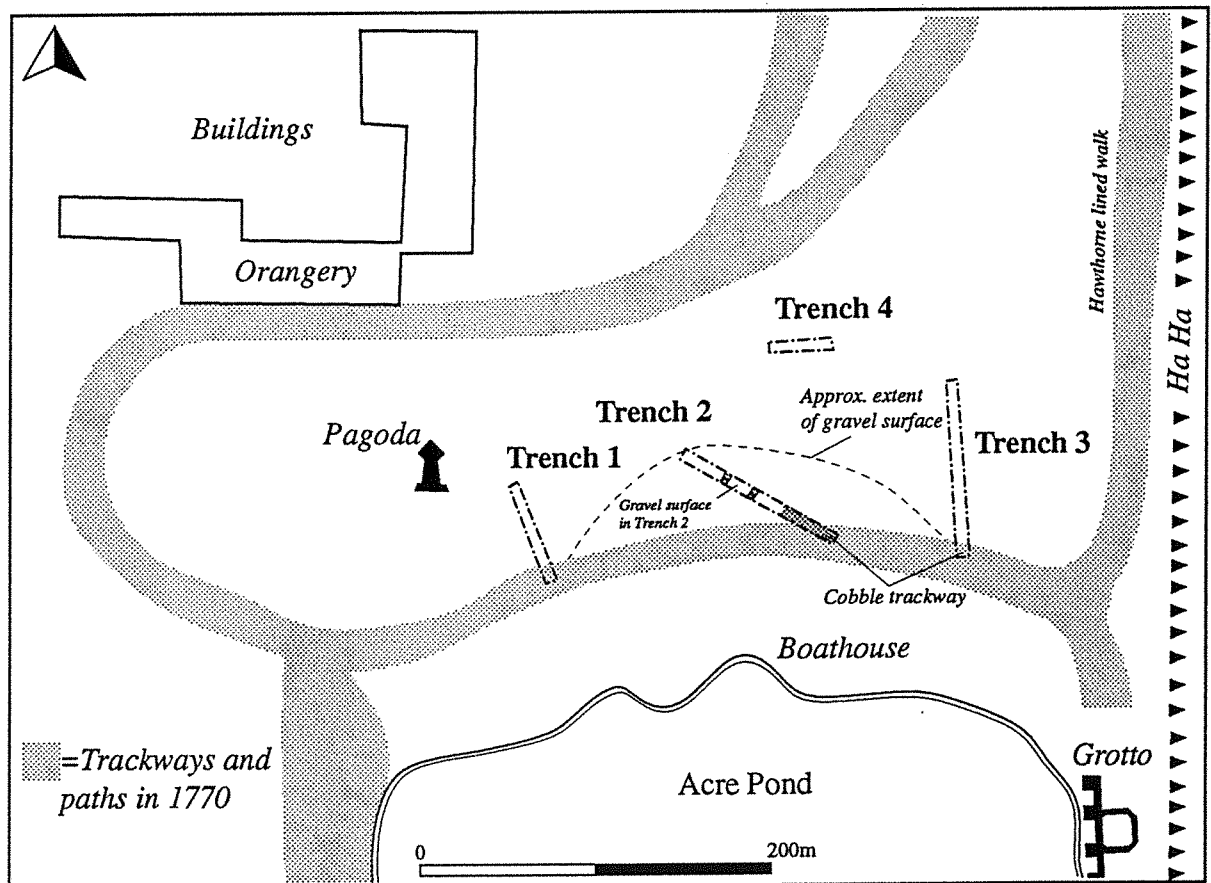 Buildings
Orangery
Hawthorne lined walk
Ha Ha
Trench 4
Approx. extent
of gravel surface
Trench 2
Pagoda
Trench 1
Trench 3
Gravel surface
in Trench 2
Cobble trackway
Boathouse
=Trackways and
paths in 1770
Grotto
Acre Pond
0
200m